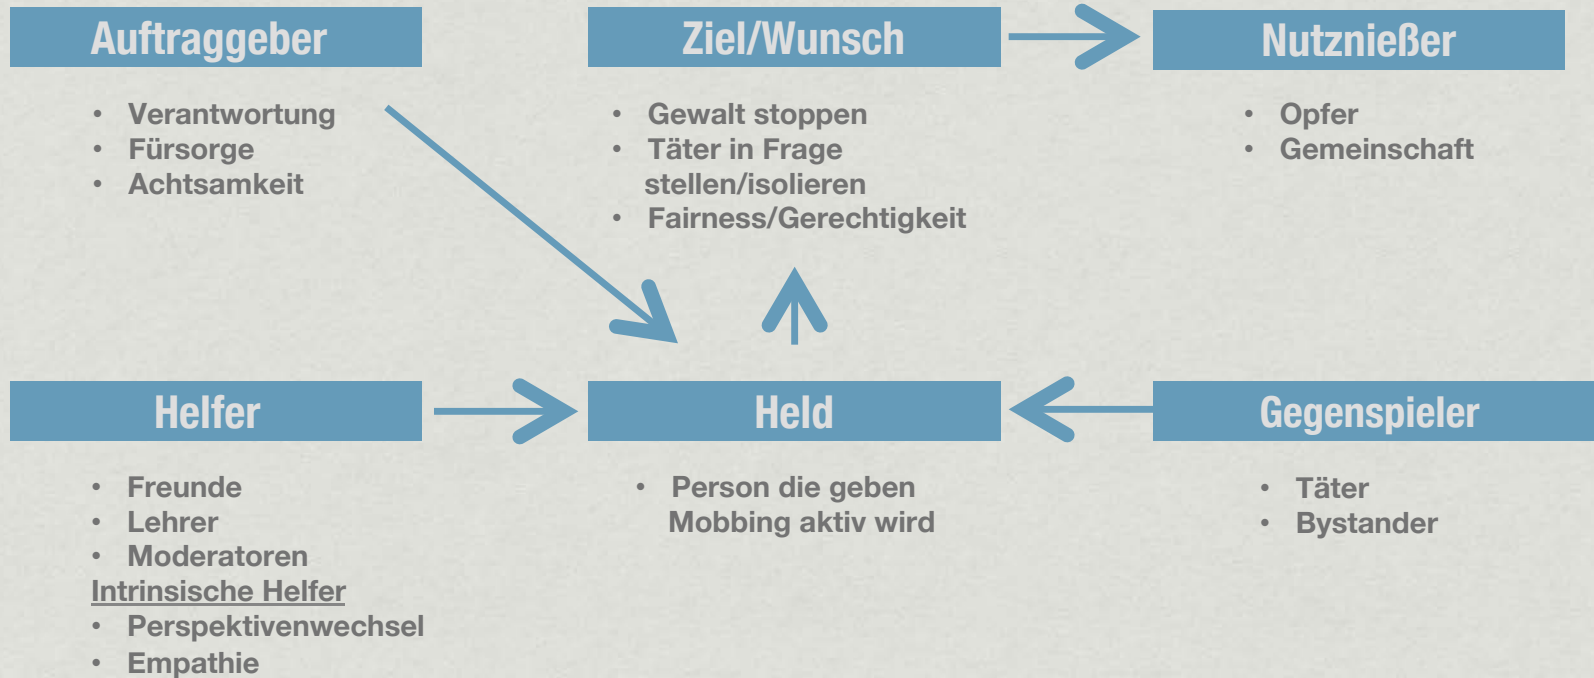 Auftraggeber
• Verantwortung
• Fürsorge
• Achtsamkeit
Ziel/Wunsch
• Gewalt stoppen
• Täter in Frage
stellen/isolieren
• Fairness/Gerechtigkeit
Nutznießer
• Opfer
• Gemeinschaft
Helfer
• Freunde
• Lehrer
• Moderatoren
Intrinsische Helfer
• Perspektivenwechsel
• Empathie
Held
• Person die geben
Mobbing aktiv wird
Gegenspieler
• Täter
• Bystander